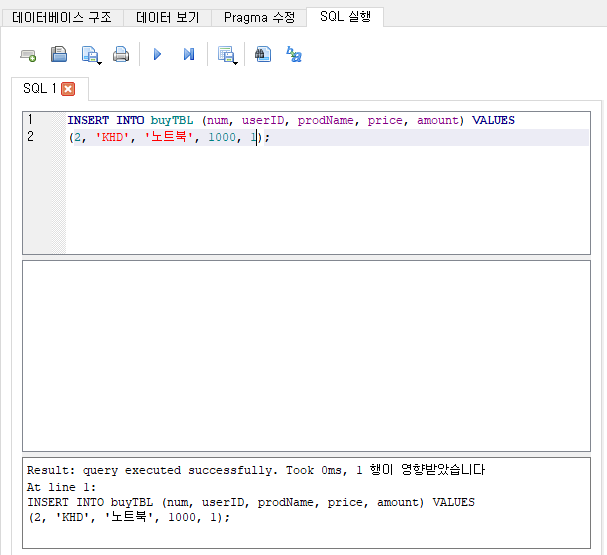 데이터베이스 구조 데이터 보기 Pragma 수정 SQL 실행
SQL 1
1 INSERT INTO buyTBL (num, userID, prodName, price, amount) VALUES
2 (2, 'KHD', '노트북', 1000, 1);
Result: query executed successfully. Took 0ms, 1 행이 영향받았습니다
At line 1:
INSERT INTO buyTBL (num, userID, prodName, price, amount) VALUES
(2, 'KHD', '노트북', 1000, 1);